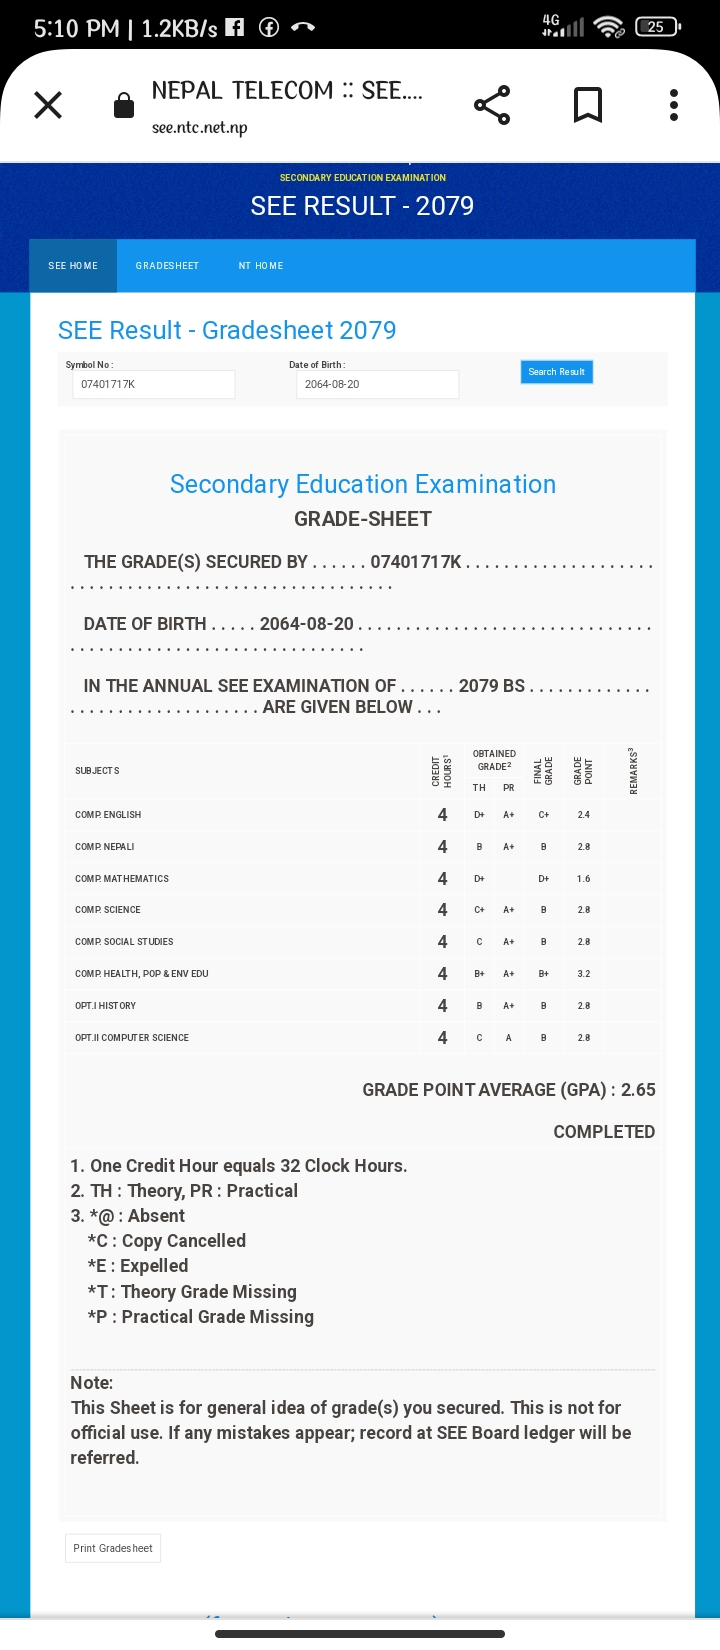 5:10 PM | 1.2KB/s
4G
25
NEPAL TELECOM :: SEE....
see.ntc.net.np
SECONDARY EDUCATION EXAMINATION
SEE RESULT - 2079
SEE HOME GRADESHEET NT HOME
SEE Result - Gradesheet 2079
Symbol No : Date of Birth :
07401717K 2064-08-20 Search Result
Secondary Education Examination
GRADE-SHEET
THE GRADE(S) SECURED BY . . . . . . 07401717K . . . . . . . . . . . . . . . . . . . .
. . . . . . . . . . . . . . . . . . . . . . . . . . . . . . . . . .
DATE OF BIRTH . . . . . 2064-08-20 . . . . . . . . . . . . . . . . . . . . . . . . . . . . . . .
. . . . . . . . . . . . . . . . . . . . . . . . . . . . . . .
IN THE ANNUAL SEE EXAMINATION OF . . . . . . 2079 BS . . . . . . . . . . . . .
. . . . . . . . . . . . . . . . . . . . ARE GIVEN BELOW . . .
SUBJECTS CREDIT HOURS¹ OBTAINED GRADE² FINAL GRADE GRADE POINT REMARKS³
TH PR
COMP. ENGLISH 4 D+ A+ C+ 2.4
COMP. NEPALI 4 B A+ B 2.8
COMP. MATHEMATICS 4 D+ D+ 1.6
COMP. SCIENCE 4 C+ A+ B 2.8
COMP. SOCIAL STUDIES 4 C A+ B 2.8
COMP. HEALTH, POP & ENV EDU 4 B+ A+ B+ 3.2
OPT.I HISTORY 4 B A+ B 2.8
OPT.II COMPUTER SCIENCE 4 C A B 2.8
GRADE POINT AVERAGE (GPA) : 2.65
COMPLETED
1. One Credit Hour equals 32 Clock Hours.
2. TH : Theory, PR : Practical
3. *@ : Absent
*C : Copy Cancelled
*E : Expelled
*T : Theory Grade Missing
*P : Practical Grade Missing
Note:
This Sheet is for general idea of grade(s) you secured. This is not for
official use. If any mistakes appear; record at SEE Board ledger will be
referred.
Print Gradesheet